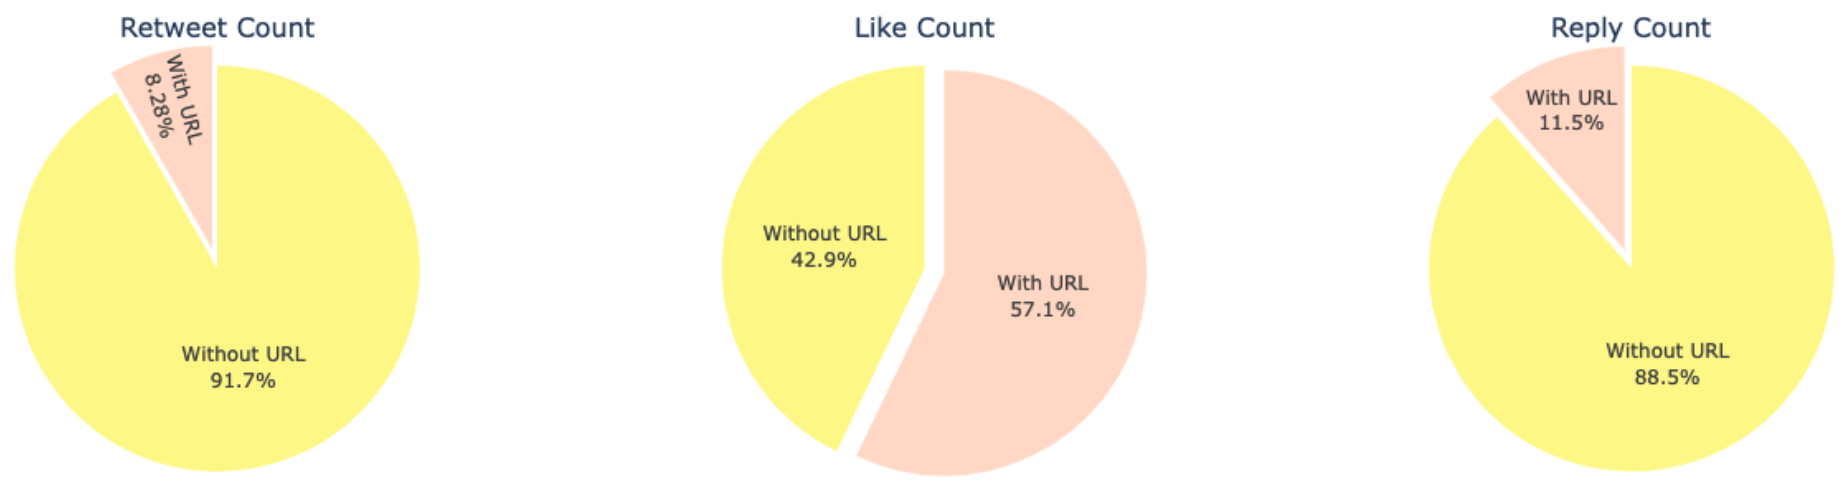 Retweet Count
With URL
8.28%
Without URL
91.7%
Like Count
Without URL
42.9%
With URL
57.1%
Reply Count
With URL
11.5%
Without URL
88.5%